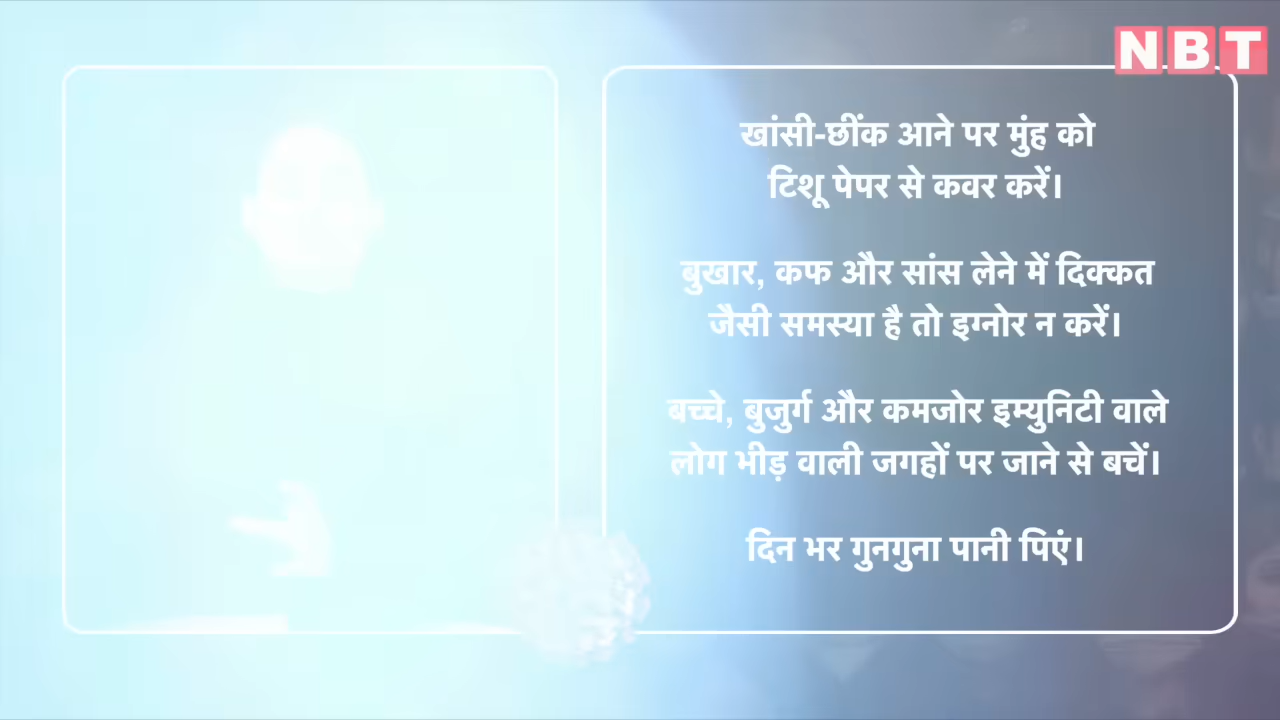 NBT
खांसी-छींक आने पर मुंह को
टिशू पेपर से कवर करें।
बुखार, कफ और सांस लेने में दिक्कत
जैसी समस्या है तो इग्नोर न करें।
बच्चे, बुजुर्ग और कमजोर इम्युनिटी वाले
लोग भीड़ वाली जगहों पर जाने से बचें।
दिन भर गुनगुना पानी पिएं।